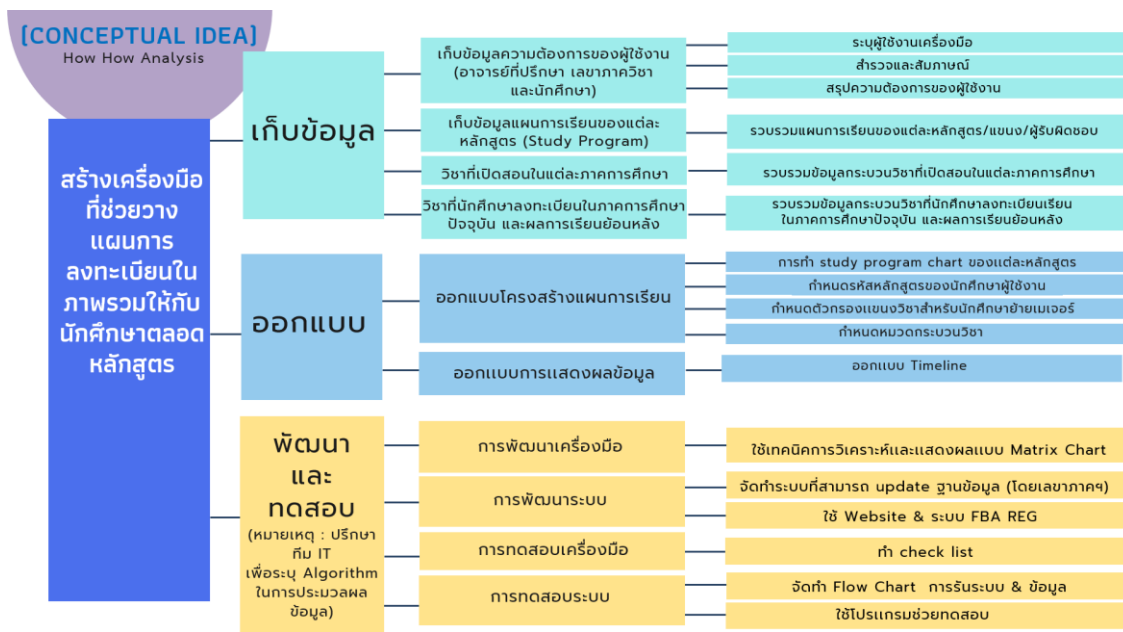 [CONCEPTUAL IDEA]
How How Analysis
สร้างเครื่องมือ
ที่ช่วยวาง
แผนการ
ลงทะเบียนใน
ภาพรวมให้กับ
นักศึกษาตลอด
หลักสูตร
เก็บข้อมูล
เก็บข้อมูลความต้องการของผู้ใช้งาน
(อาจารย์ที่ปรึกษา เลขาภาควิชา
และนักศึกษา)
ระบุผู้ใช้งานเครื่องมือ
สำรวจและสัมภาษณ์
สรุปความต้องการของผู้ใช้งาน
เก็บข้อมูลแผนการเรียนของแต่ละ
หลักสูตร (Study Program)
รวบรวมแผนการเรียนของแต่ละหลักสูตร/แขนง/ผู้รับผิดชอบ
วิชาที่เปิดสอนในแต่ละภาคการศึกษา
รวบรวมข้อมูลกระบวนวิชาที่เปิดสอนในแต่ละภาคการศึกษา
วิชาที่นักศึกษาลงทะเบียนในภาคการศึกษา
ปัจจุบัน และผลการเรียนย้อนหลัง
รวบรวมข้อมูลกระบวนวิชาที่นักศึกษาลงทะเบียนเรียน
ในภาคการศึกษาปัจจุบัน และผลการเรียนย้อนหลัง
ออกแบบ
ออกแบบโครงสร้างแผนการเรียน
การทำ study program chart ของแต่ละหลักสูตร
กำหนดรหัสหลักสูตรของนักศึกษาผู้ใช้งาน
กำหนดตัวกรองแขนงวิชาสำหรับนักศึกษาย้ายเมเจอร์
กำหนดหมวดกระบวนวิชา
ออกแบบการแสดงผลข้อมูล
ออกแบบ Timeline
พัฒนา
และ
ทดสอบ
(หมายเหตุ : ปรึกษา
ทีม IT
เพื่อระบุ Algorithm
ในการประมวลผล
ข้อมูล)
การพัฒนาเครื่องมือ
ใช้เทคนิคการวิเคราะห์และแสดงผลแบบ Matrix Chart
การพัฒนาระบบ
จัดทำระบบที่สามารถ update ฐานข้อมูล (โดยเลขาภาคฯ)
ใช้ Website & ระบบ FBA REG
การทดสอบเครื่องมือ
ทำ check list
การทดสอบระบบ
จัดทำ Flow Chart การรันระบบ & ข้อมูล
ใช้โปรแกรมช่วยทดสอบ